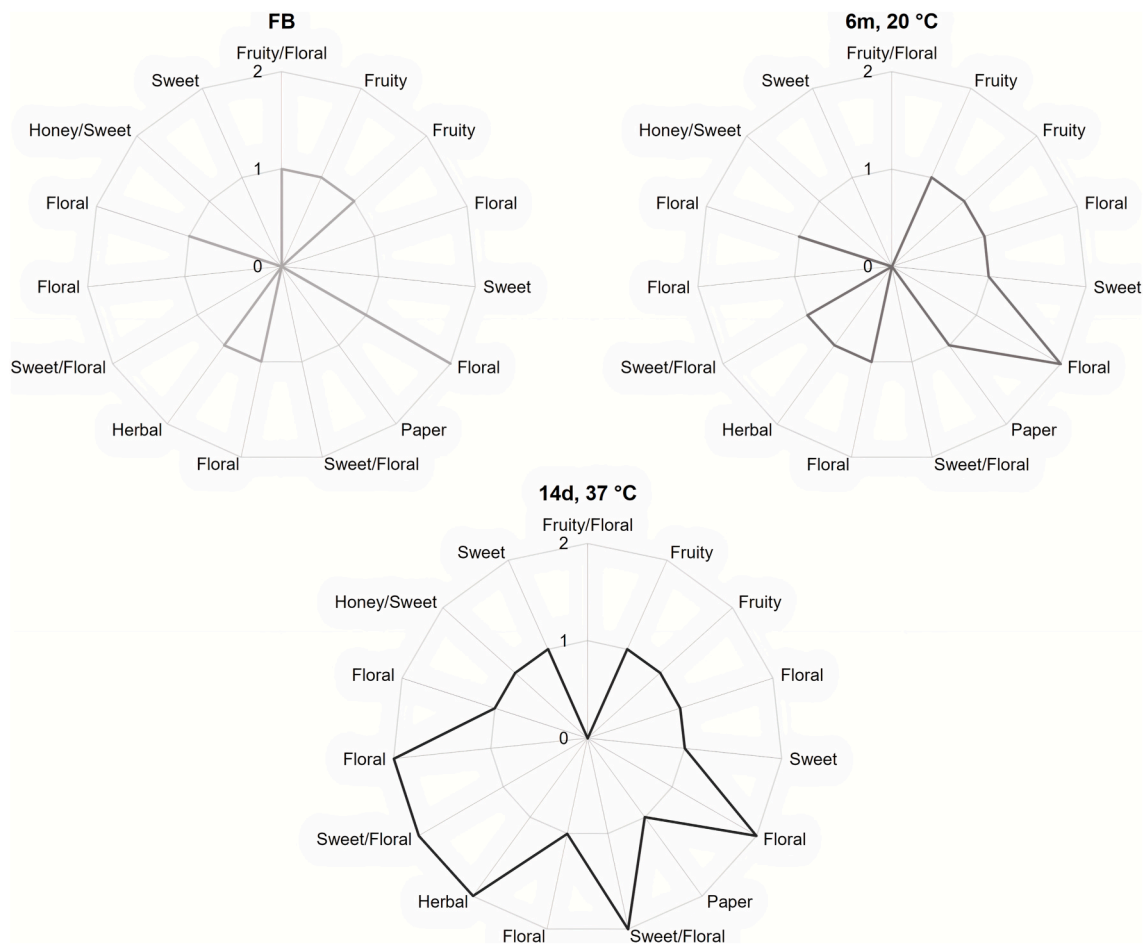 FB
Fruity/Floral
2
Sweet
Fruity
Honey/Sweet
Fruity
1
Floral
Floral
0
Floral
Sweet
Sweet/Floral
Floral
Herbal
Paper
Floral
Sweet/Floral
6m, 20 °C
Fruity/Floral
2
Sweet
Fruity
Honey/Sweet
Fruity
1
Floral
Floral
0
Floral
Sweet
Sweet/Floral
Floral
Herbal
Paper
Floral
Sweet/Floral
14d, 37 °C
Fruity/Floral
2
Sweet
Fruity
Honey/Sweet
Fruity
1
Floral
Floral
0
Floral
Sweet
Sweet/Floral
Floral
Herbal
Paper
Floral
Sweet/Floral